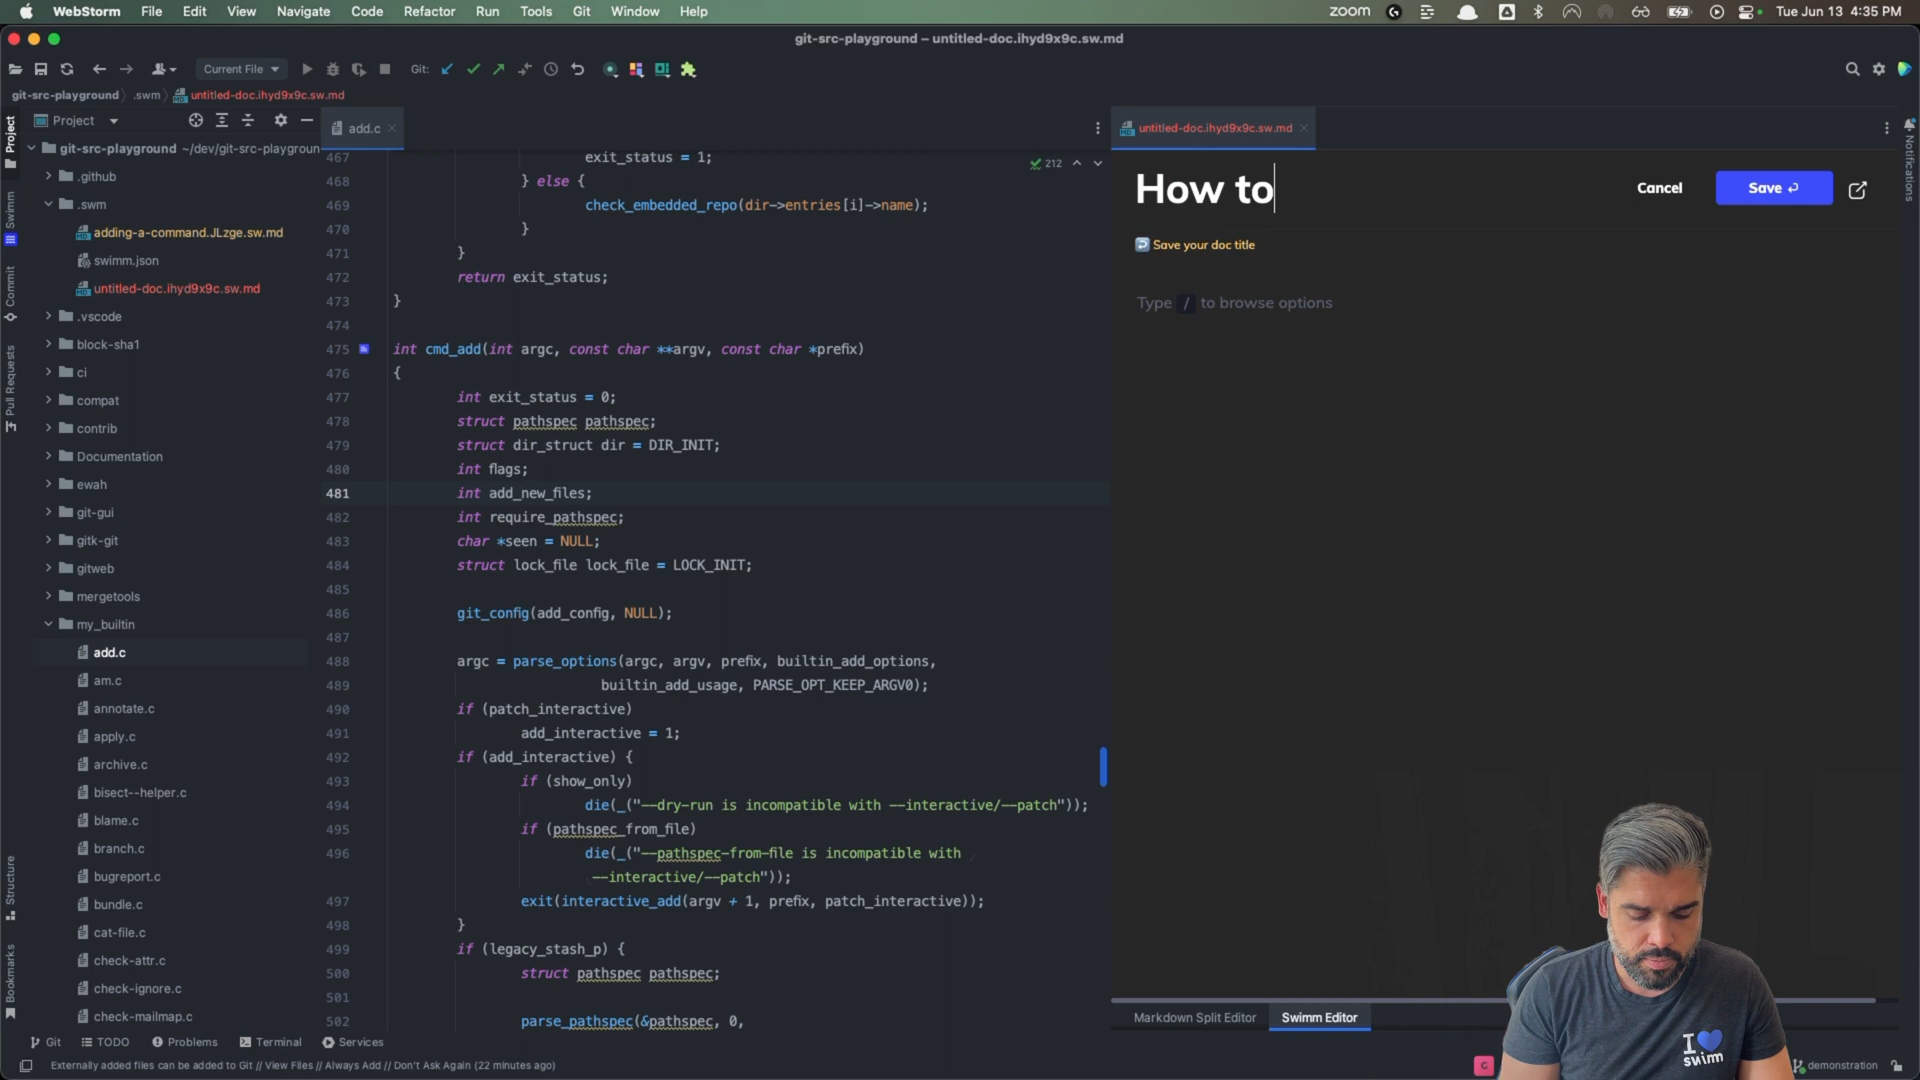 WebStorm File Edit View Navigate Code Refactor Run Tools Git Window Help
zoom Tue Jun 13 4:35 PM
git-src-playground – untitled-doc.ihyd9x9c.sw.md
Current File
Git:
git-src-playground .swm untitled-doc.ihyd9x9c.sw.md
Project
Swimm
Commit
Pull Requests
Structure
Bookmarks
Project
git-src-playground ~/dev/git-src-playgroun
.github
.swm
adding-a-command.JLzge.sw.md
swimm.json
untitled-doc.ihyd9x9c.sw.md
.vscode
block-sha1
ci
compat
contrib
Documentation
ewah
git-gui
gitk-git
gitweb
mergetools
my_builtin
add.c
am.c
annotate.c
apply.c
archive.c
bisect--helper.c
blame.c
branch.c
bugreport.c
bundle.c
cat-file.c
check-attr.c
check-ignore.c
check-mailmap.c
add.c
212
467 exit_status = 1;
468 } else {
469 check_embedded_repo(dir->entries[i]->name);
470 }
471 }
472 return exit_status;
473 }
474
475 int cmd_add(int argc, const char **argv, const char *prefix)
476 {
477 int exit_status = 0;
478 struct pathspec pathspec;
479 struct dir_struct dir = DIR_INIT;
480 int flags;
481 int add_new_files;
482 int require_pathspec;
483 char *seen = NULL;
484 struct lock_file lock_file = LOCK_INIT;
485
486 git_config(add_config, NULL);
487
488 argc = parse_options(argc, argv, prefix, builtin_add_options,
489 builtin_add_usage, PARSE_OPT_KEEP_ARGV0);
490 if (patch_interactive)
491 add_interactive = 1;
492 if (add_interactive) {
493 if (show_only)
494 die(_("--dry-run is incompatible with --interactive/--patch"));
495 if (pathspec_from_file)
496 die(_("--pathspec-from-file is incompatible with
--interactive/--patch"));
497 exit(interactive_add(argv + 1, prefix, patch_interactive));
498 }
499 if (legacy_stash_p) {
500 struct pathspec pathspec;
501
502 parse_pathspec(&pathspec, 0,
untitled-doc.ihyd9x9c.sw.md
How to
Cancel Save
Save your doc title
Type / to browse options
Markdown Split Editor Swimm Editor
Notifications
I
swimm
Git TODO Problems Terminal Services
Externally added files can be added to Git // View Files // Always Add // Don't Ask Again (22 minutes ago)
demonstration